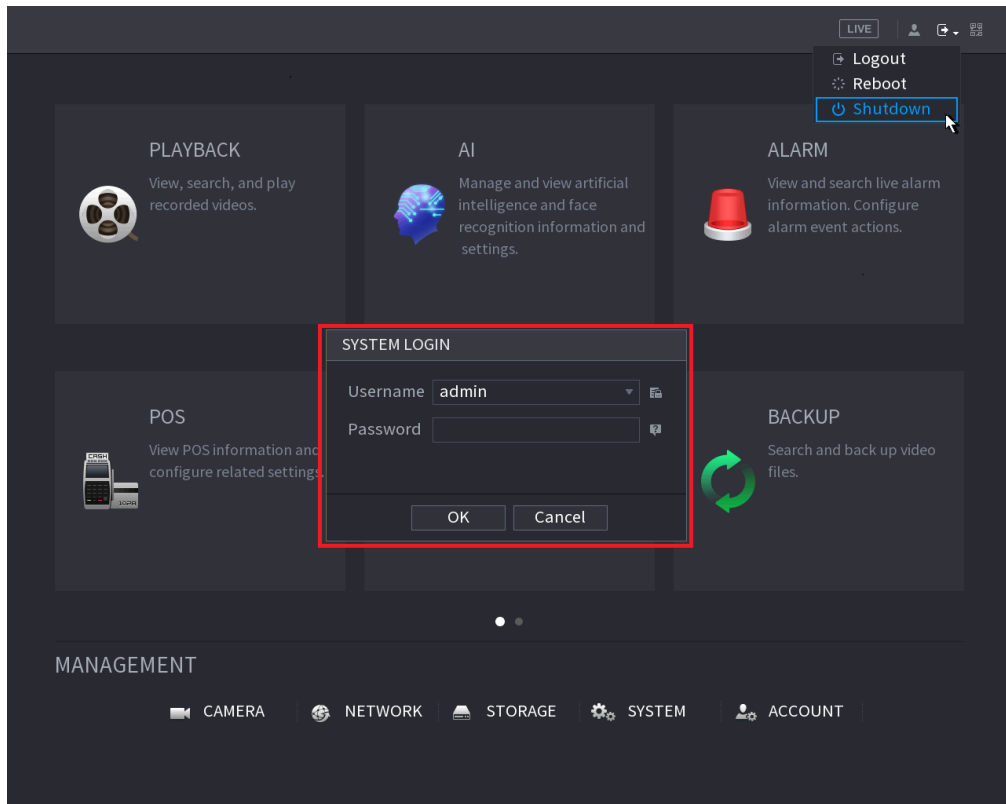 LIVE
Logout
Reboot
Shutdown
PLAYBACK
View, search, and play
recorded videos.
AI
Manage and view artificial
intelligence and face
recognition information and
settings.
ALARM
View and search live alarm
information. Configure
alarm event actions.
SYSTEM LOGIN
Username admin
Password
OK Cancel
POS
View POS information and
configure related settings.
CASH
BACKUP
Search and back up video
files.
MANAGEMENT
CAMERA NETWORK STORAGE SYSTEM ACCOUNT